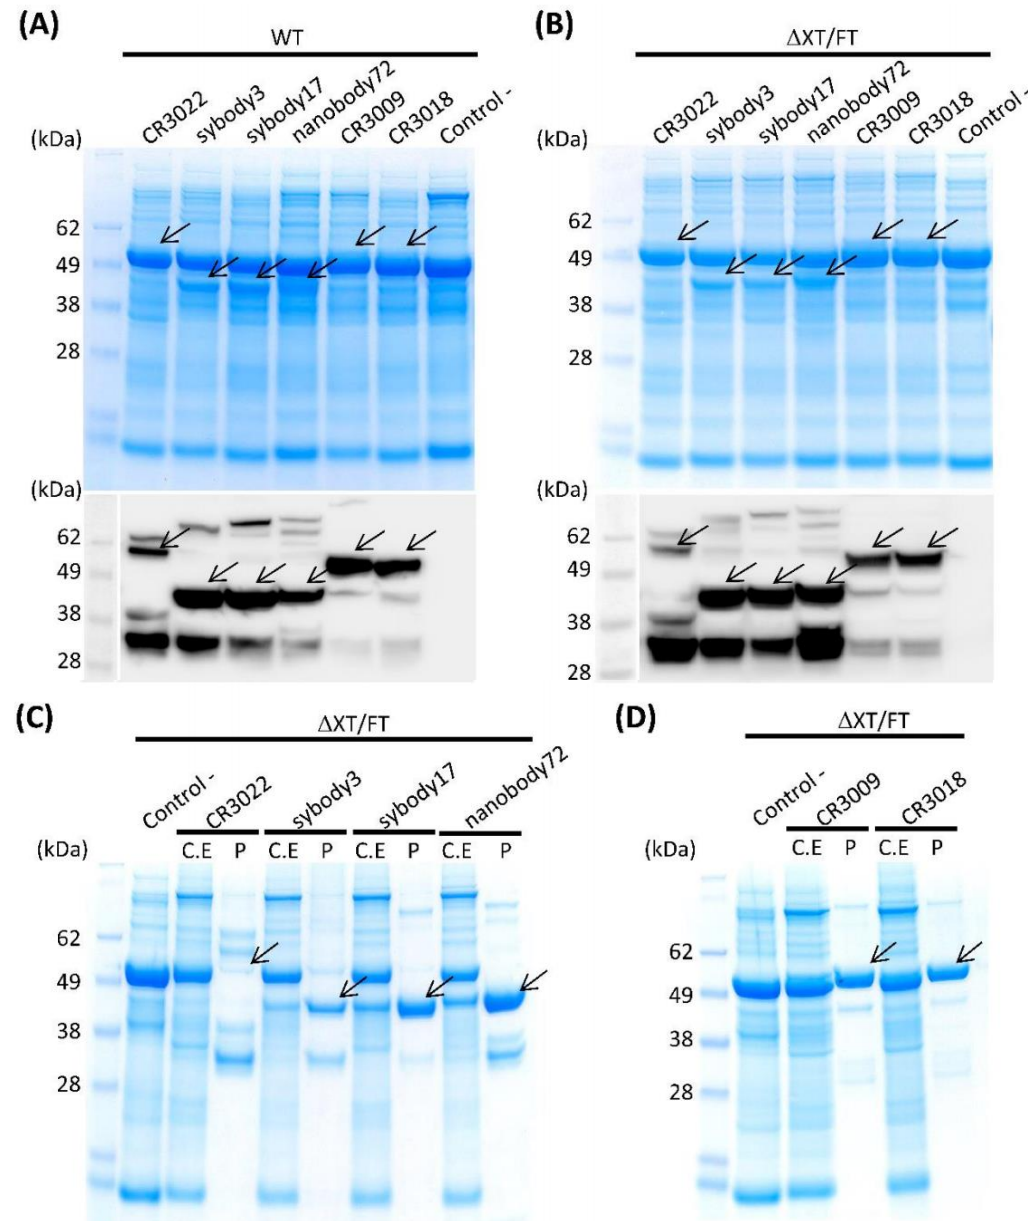 (A)
WT
CR3022 sybody3 sybody17 nanobody72 CR3009 CR3018 Control -
(kDa)
62
49
38
28
(kDa)
62
49
38
28
(B)
ΔXT/FT
CR3022 sybody3 sybody17 nanobody72 CR3009 CR3018 Control -
(kDa)
62
49
38
28
(kDa)
62
49
38
28
(C)
ΔXT/FT
Control - CR3022 sybody3 sybody17 nanobody72
(kDa) C.E P C.E P C.E P C.E P
62
49
38
28
(D)
ΔXT/FT
Control - CR3009 CR3018
(kDa) C.E P C.E P
62
49
38
28